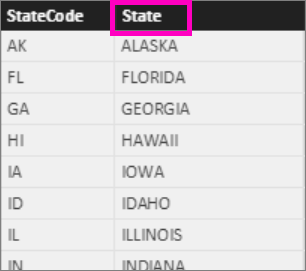 StateCode State
AK ALASKA
FL FLORIDA
GA GEORGIA
HI HAWAII
IA IOWA
ID IDAHO
IL ILLINOIS
IN INDIANA